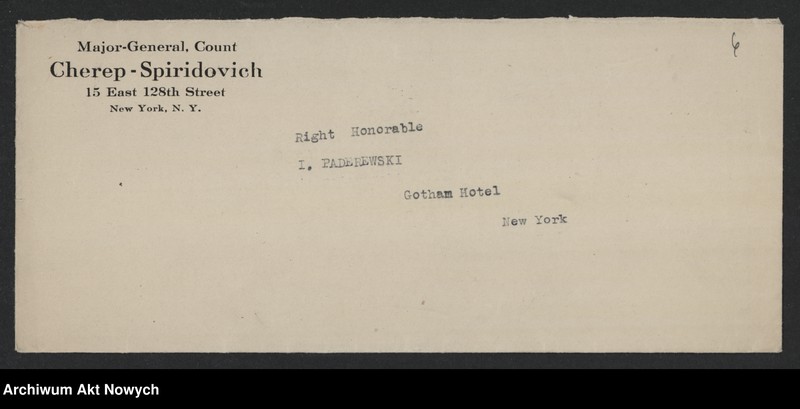 Major-General, Count
Cherep-Spiridovich
15 East 128th Street
New York, N. Y.
6
Right Honorable
I. PADEREWSKI
Gotham Hotel
New York
Archiwum Akt Nowych